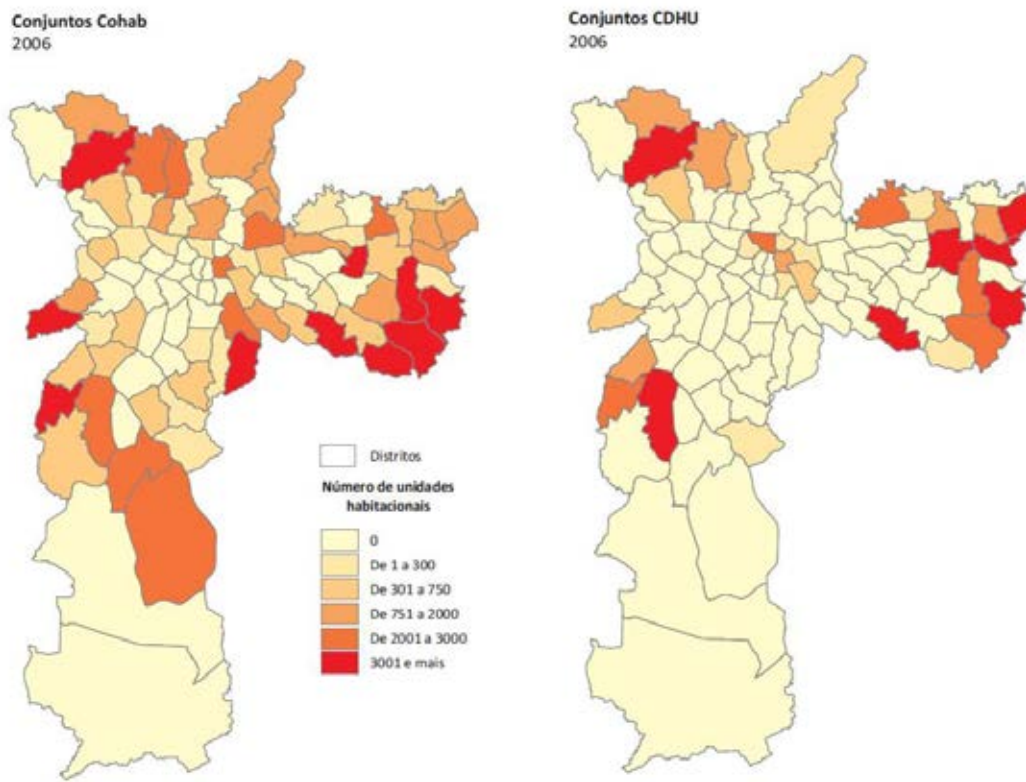 Conjuntos Cohab
2006
Conjuntos CDHU
2006
Distritos
Número de unidades
habitacionais
0
De 1 a 300
De 301 a 750
De 751 a 2000
De 2001 a 3000
3001 e mais